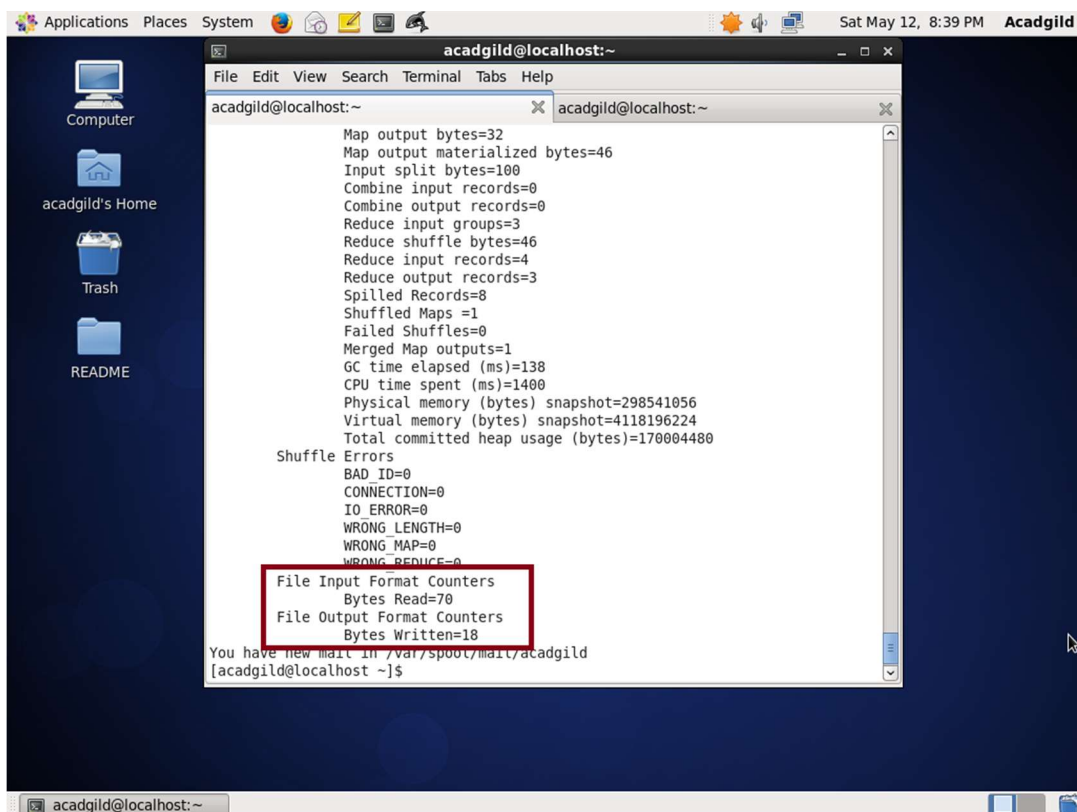 Applications Places System Sat May 12, 8:39 PM Acadgild
acadgild@localhost:~
File Edit View Search Terminal Tabs Help
acadgild@localhost:~ acadgild@localhost:~
Computer
acadgild's Home
Trash
README
Map output bytes=32
Map output materialized bytes=46
Input split bytes=100
Combine input records=0
Combine output records=0
Reduce input groups=3
Reduce shuffle bytes=46
Reduce input records=4
Reduce output records=3
Spilled Records=8
Shuffled Maps =1
Failed Shuffles=0
Merged Map outputs=1
GC time elapsed (ms)=138
CPU time spent (ms)=1400
Physical memory (bytes) snapshot=298541056
Virtual memory (bytes) snapshot=4118196224
Total committed heap usage (bytes)=170004480
Shuffle Errors
BAD_ID=0
CONNECTION=0
IO_ERROR=0
WRONG_LENGTH=0
WRONG_MAP=0
WRONG_REDUCE=0
File Input Format Counters
Bytes Read=70
File Output Format Counters
Bytes Written=18
You have new mail in /var/spool/mail/acadgild
[acadgild@localhost ~]$
acadgild@localhost:~